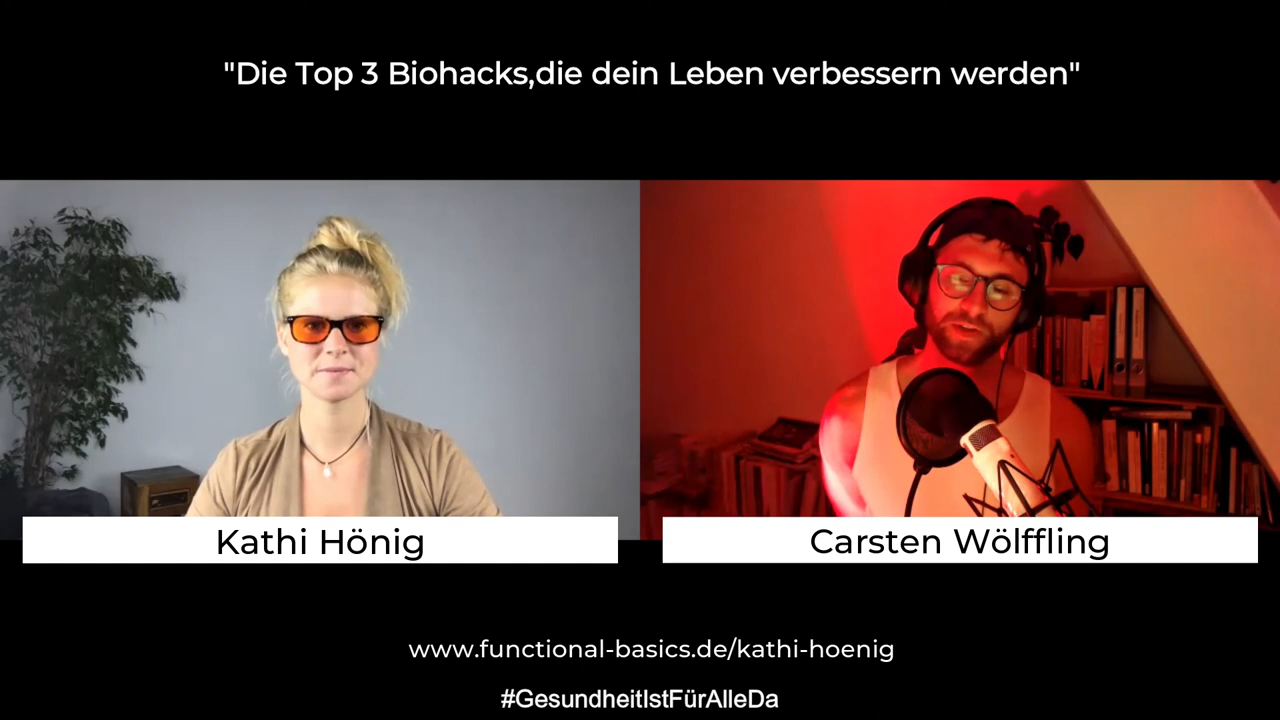 "Die Top 3 Biohacks,die dein Leben verbessern werden"
Kathi Hönig
Carsten Wölffling
www.functional-basics.de/kathi-hoenig
#GesundheitIstFürAlleDa